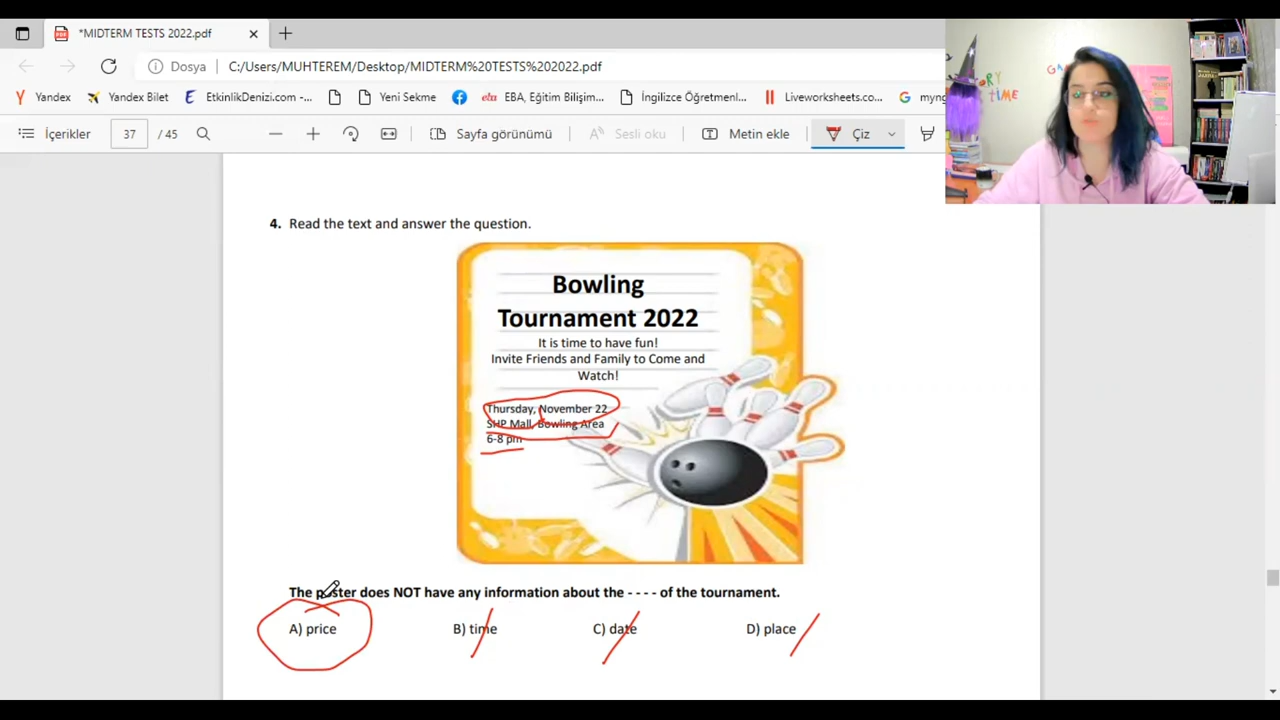 *MIDTERM TESTS 2022.pdf
Dosya C:/Users/MUHTEREM/Desktop/MIDTERM%20TESTS%202022.pdf
Yandex Yandex Bilet EtkinlikDenizi.com -... Yeni Sekme EBA, Eğitim Bilişim... İngilizce Öğretmenl... Liveworksheets.co... myng
İçerikler 37 / 45 Sayfa görünümü Sesli oku Metin ekle Çiz
4. Read the text and answer the question.
Bowling
Tournament 2022
It is time to have fun!
Invite Friends and Family to Come and
Watch!
Thursday, November 22
SHP Mall, Bowling Area
6-8 pm
The poster does NOT have any information about the - - - - of the tournament.
A) price B) time C) date D) place